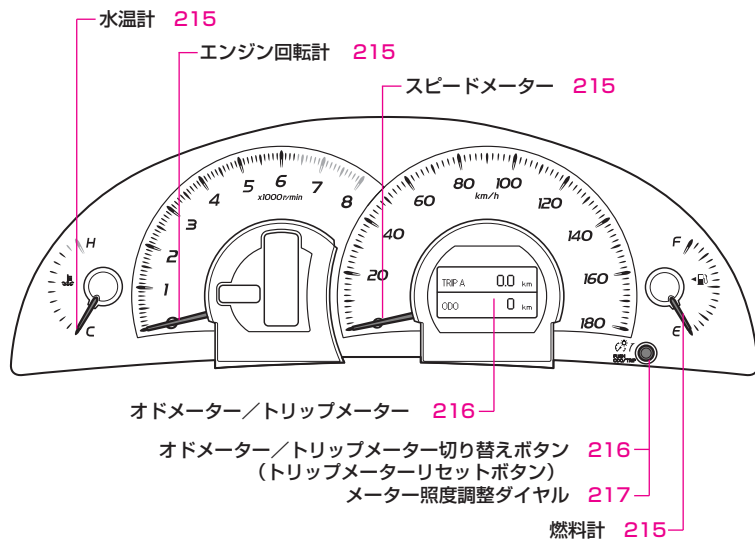 水温計 215
エンジン回転計 215
スピードメーター 215
H
C
0
1
2
3
4
5
6
7
8
x1000r/min
0
20
40
60
80
100
120
140
160
180
km/h
TRIP A 0.0 km
ODO 0 km
F
E
PUSH
ODO/TRIP
オドメーター/トリップメーター 216
オドメーター/トリップメーター切り替えボタン 216
(トリップメーターリセットボタン)
メーター照度調整ダイヤル 217
燃料計 215